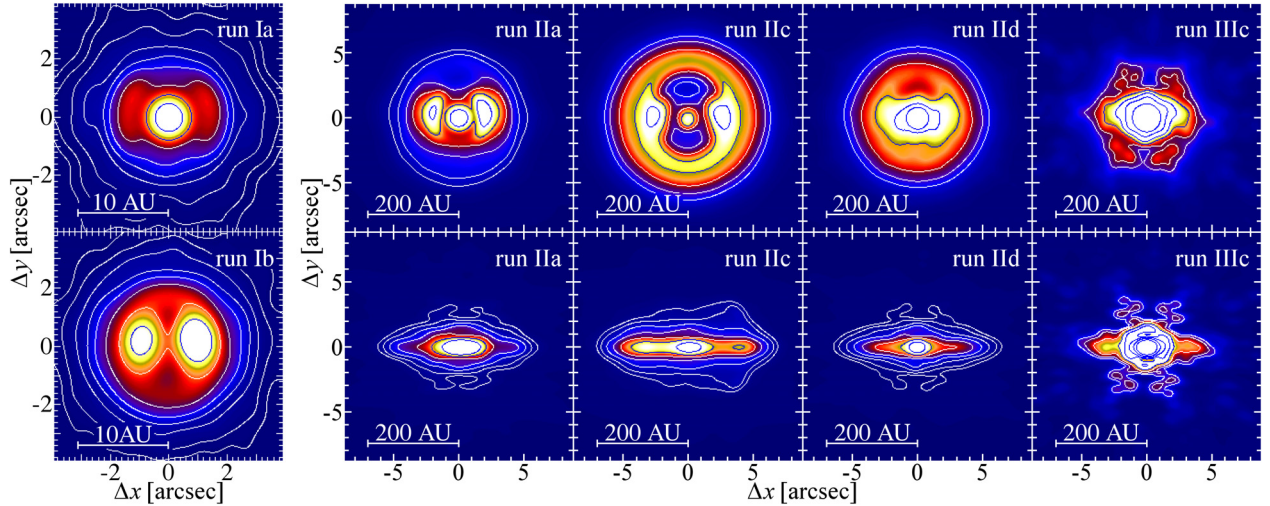 run Ia
2
0
-2
10 AU
run Ib
2
0
-2
10AU
-2
0
2
Δx [arcsec]
Δy [arcsec]
run IIa
run IIc
run IId
run IIIc
5
0
-5
200 AU
200 AU
200 AU
200 AU
run IIa
run IIc
run IId
run IIIc
5
0
-5
200 AU
200 AU
200 AU
200 AU
-5
0
5
-5
0
5
-5
0
5
-5
0
5
Δx [arcsec]
Δy [arcsec]